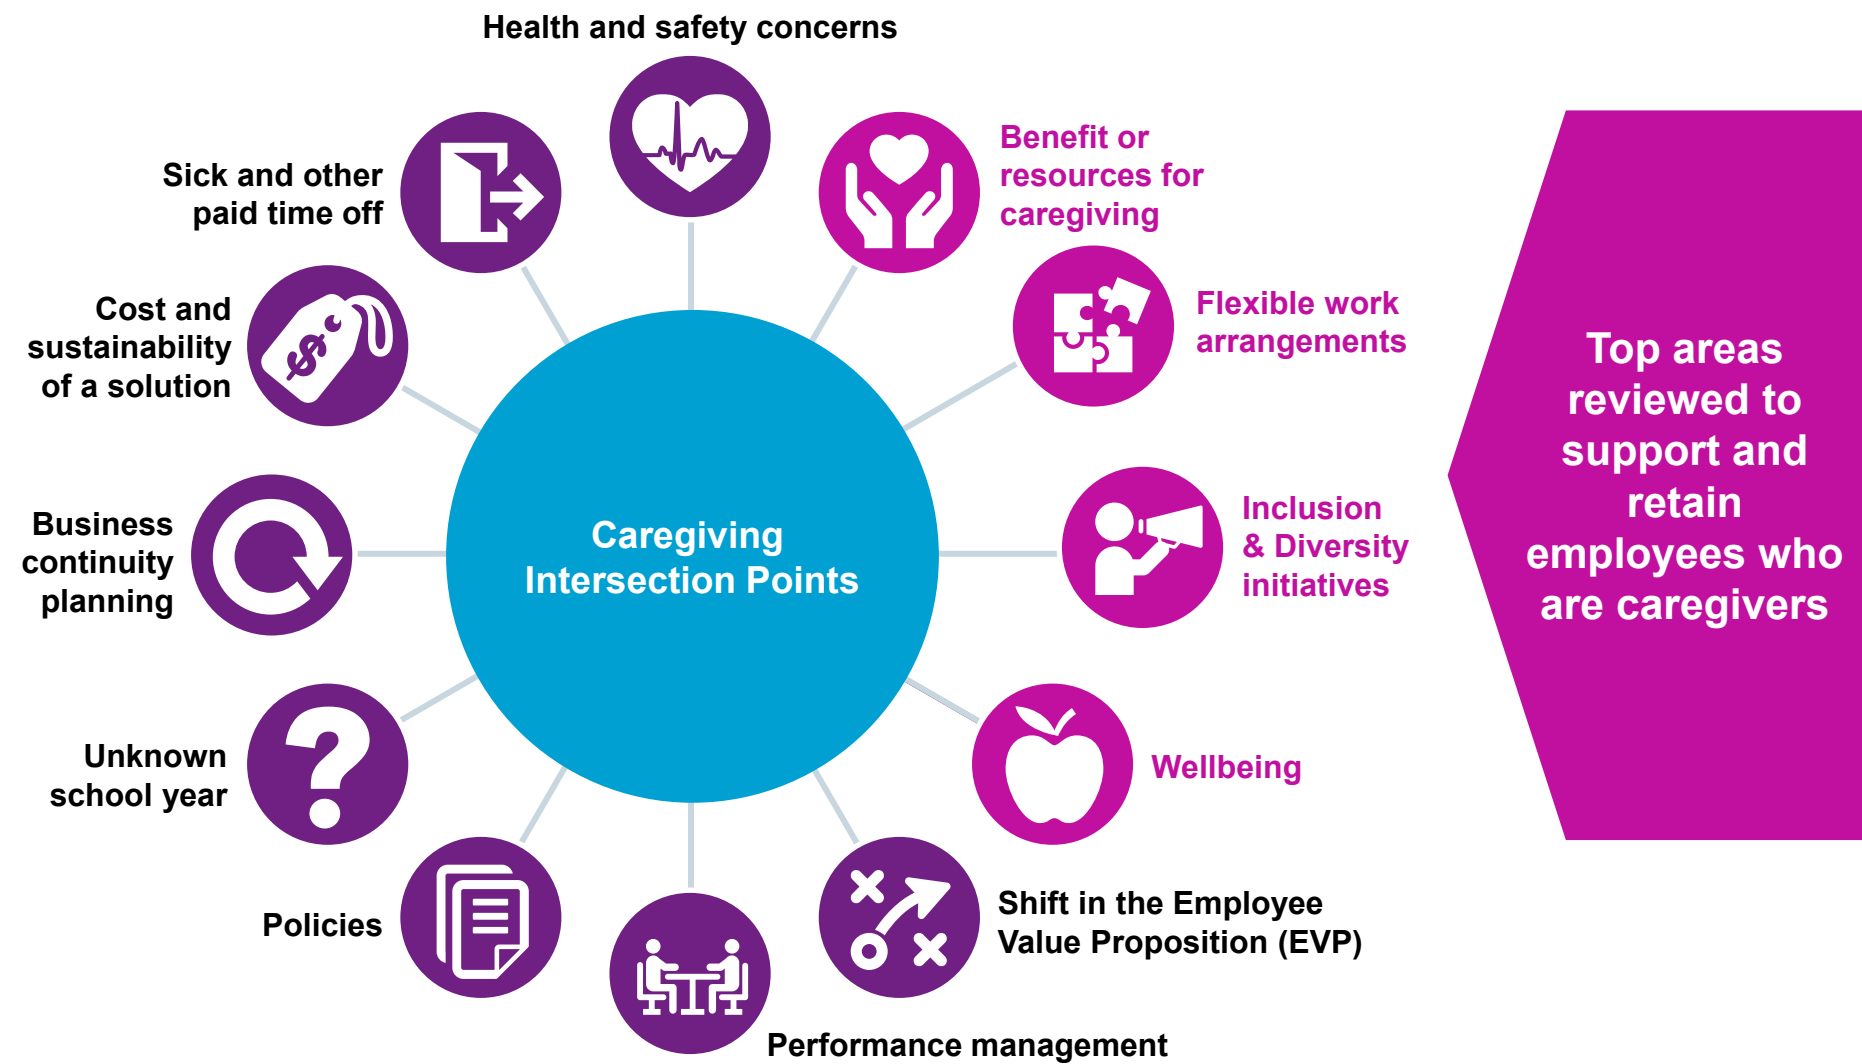 Health and safety concerns
Benefit or
resources for
caregiving
Flexible work
arrangements
Inclusion
& Diversity
initiatives
Wellbeing
Shift in the Employee
Value Proposition (EVP)
Performance management
Policies
Unknown
school year
Business
continuity
planning
Cost and
sustainability
of a solution
$
Sick and other
paid time off
Caregiving
Intersection Points
Top areas
reviewed to
support and
retain
employees who
are caregivers